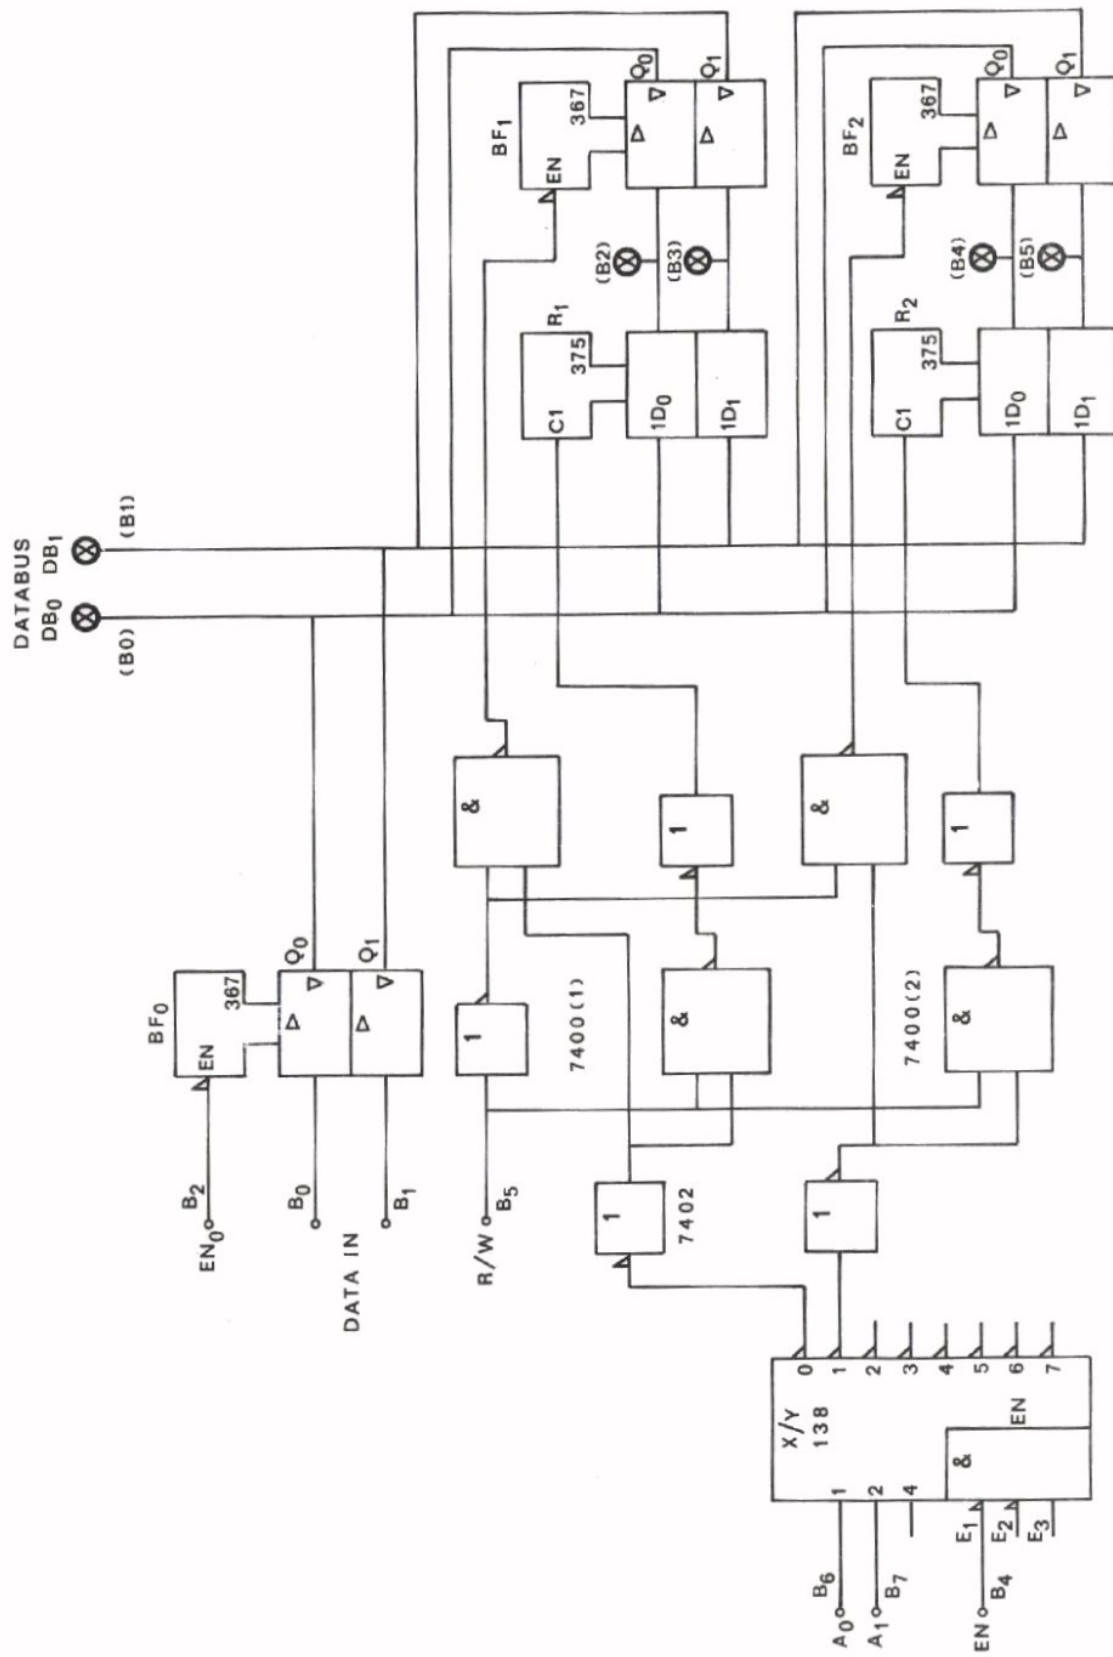 DATABUS
DB0 DB1
(B0) (B1)
BF0
EN
367
Q0
Q1
EN0 B2
B0
B1
DATA IN
R/W B5
1
7400(1)
&
&
1
1
7402
1
7400(2)
&
&
1
X/Y
138
1
2
4
0
1
2
3
4
5
6
7
&
EN
E1
E2
E3
A0 B6
A1 B7
EN B4
R1
C1
375
1D0
1D1
(B2)
(B3)
BF1
EN
367
Q0
Q1
R2
C1
375
1D0
1D1
(B4)
(B5)
BF2
EN
367
Q0
Q1